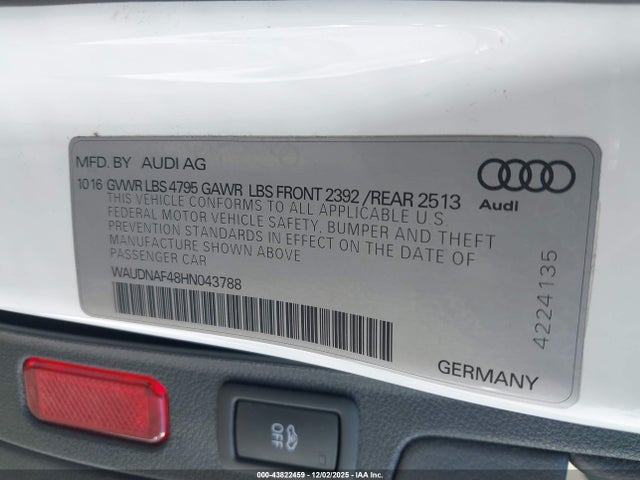 MFD. BY AUDI AG
10 16 GVWR LBS 4795 GAWR LBS FRONT 2392 /REAR 2513
THIS VEHICLE CONFORMS TO ALL APPLICABLE U.S
FEDERAL MOTOR VEHICLE SAFETY, BUMPER AND THEFT
PREVENTION STANDARDS IN EFFECT ON THE DATE OF
MANUFACTURE SHOWN ABOVE
PASSENGER CAR
WAUDNAF48HN043788
Audi
4224135
GERMANY
OFF
000-43822459 - 12/02/2025 - IAA Inc.